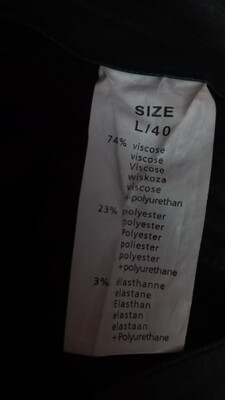 SIZE
L/40
74% viscose
viscose
Viscose
wiskoza
viscose
+polyurethan
23% polyester
polyester
Polyester
poliester
polyester
+polyurethane
3% elasthanne
elastane
Elasthan
elastan
elastaan
+Polyurethane